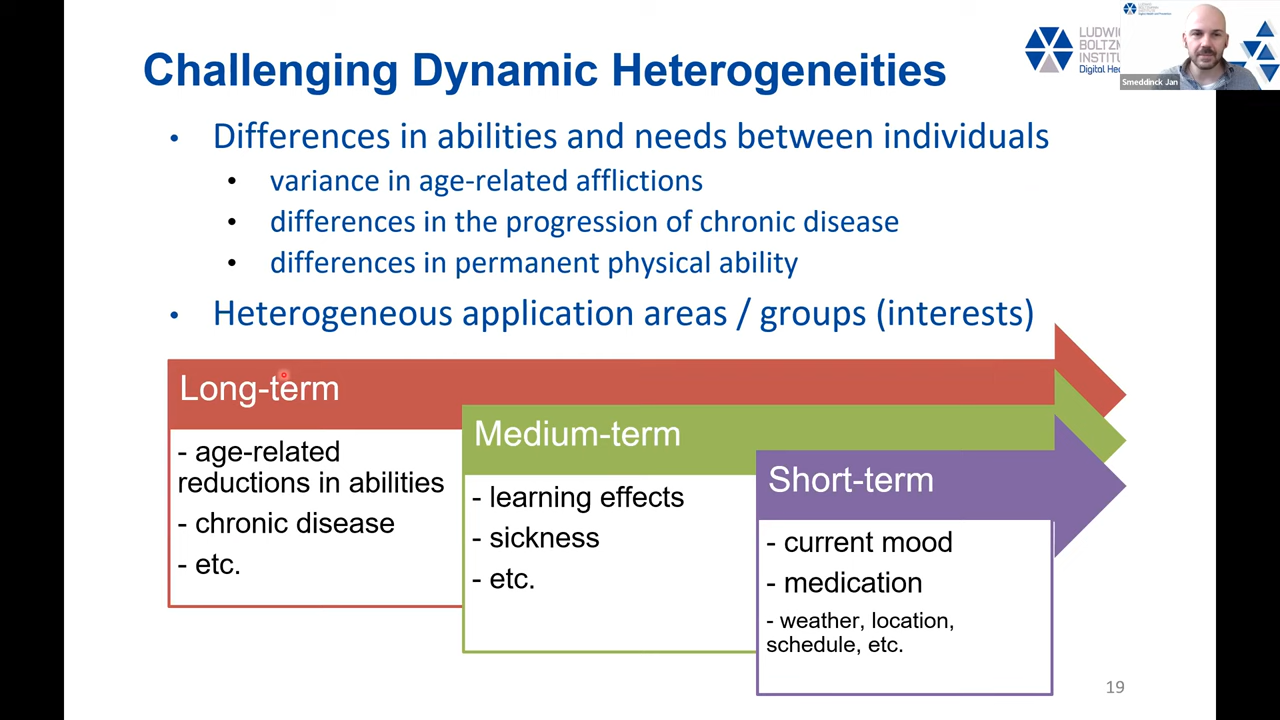 Challenging Dynamic Heterogeneities
LUDWIG
BOLTZM
INSTITU
Digital Hea
Smeddinck Jan
• Differences in abilities and needs between individuals
• variance in age-related afflictions
• differences in the progression of chronic disease
• differences in permanent physical ability
• Heterogeneous application areas / groups (interests)
Long-term
- age-related
reductions in abilities
- chronic disease
- etc.
Medium-term
- learning effects
- sickness
- etc.
Short-term
- current mood
- medication
- weather, location,
schedule, etc.
19